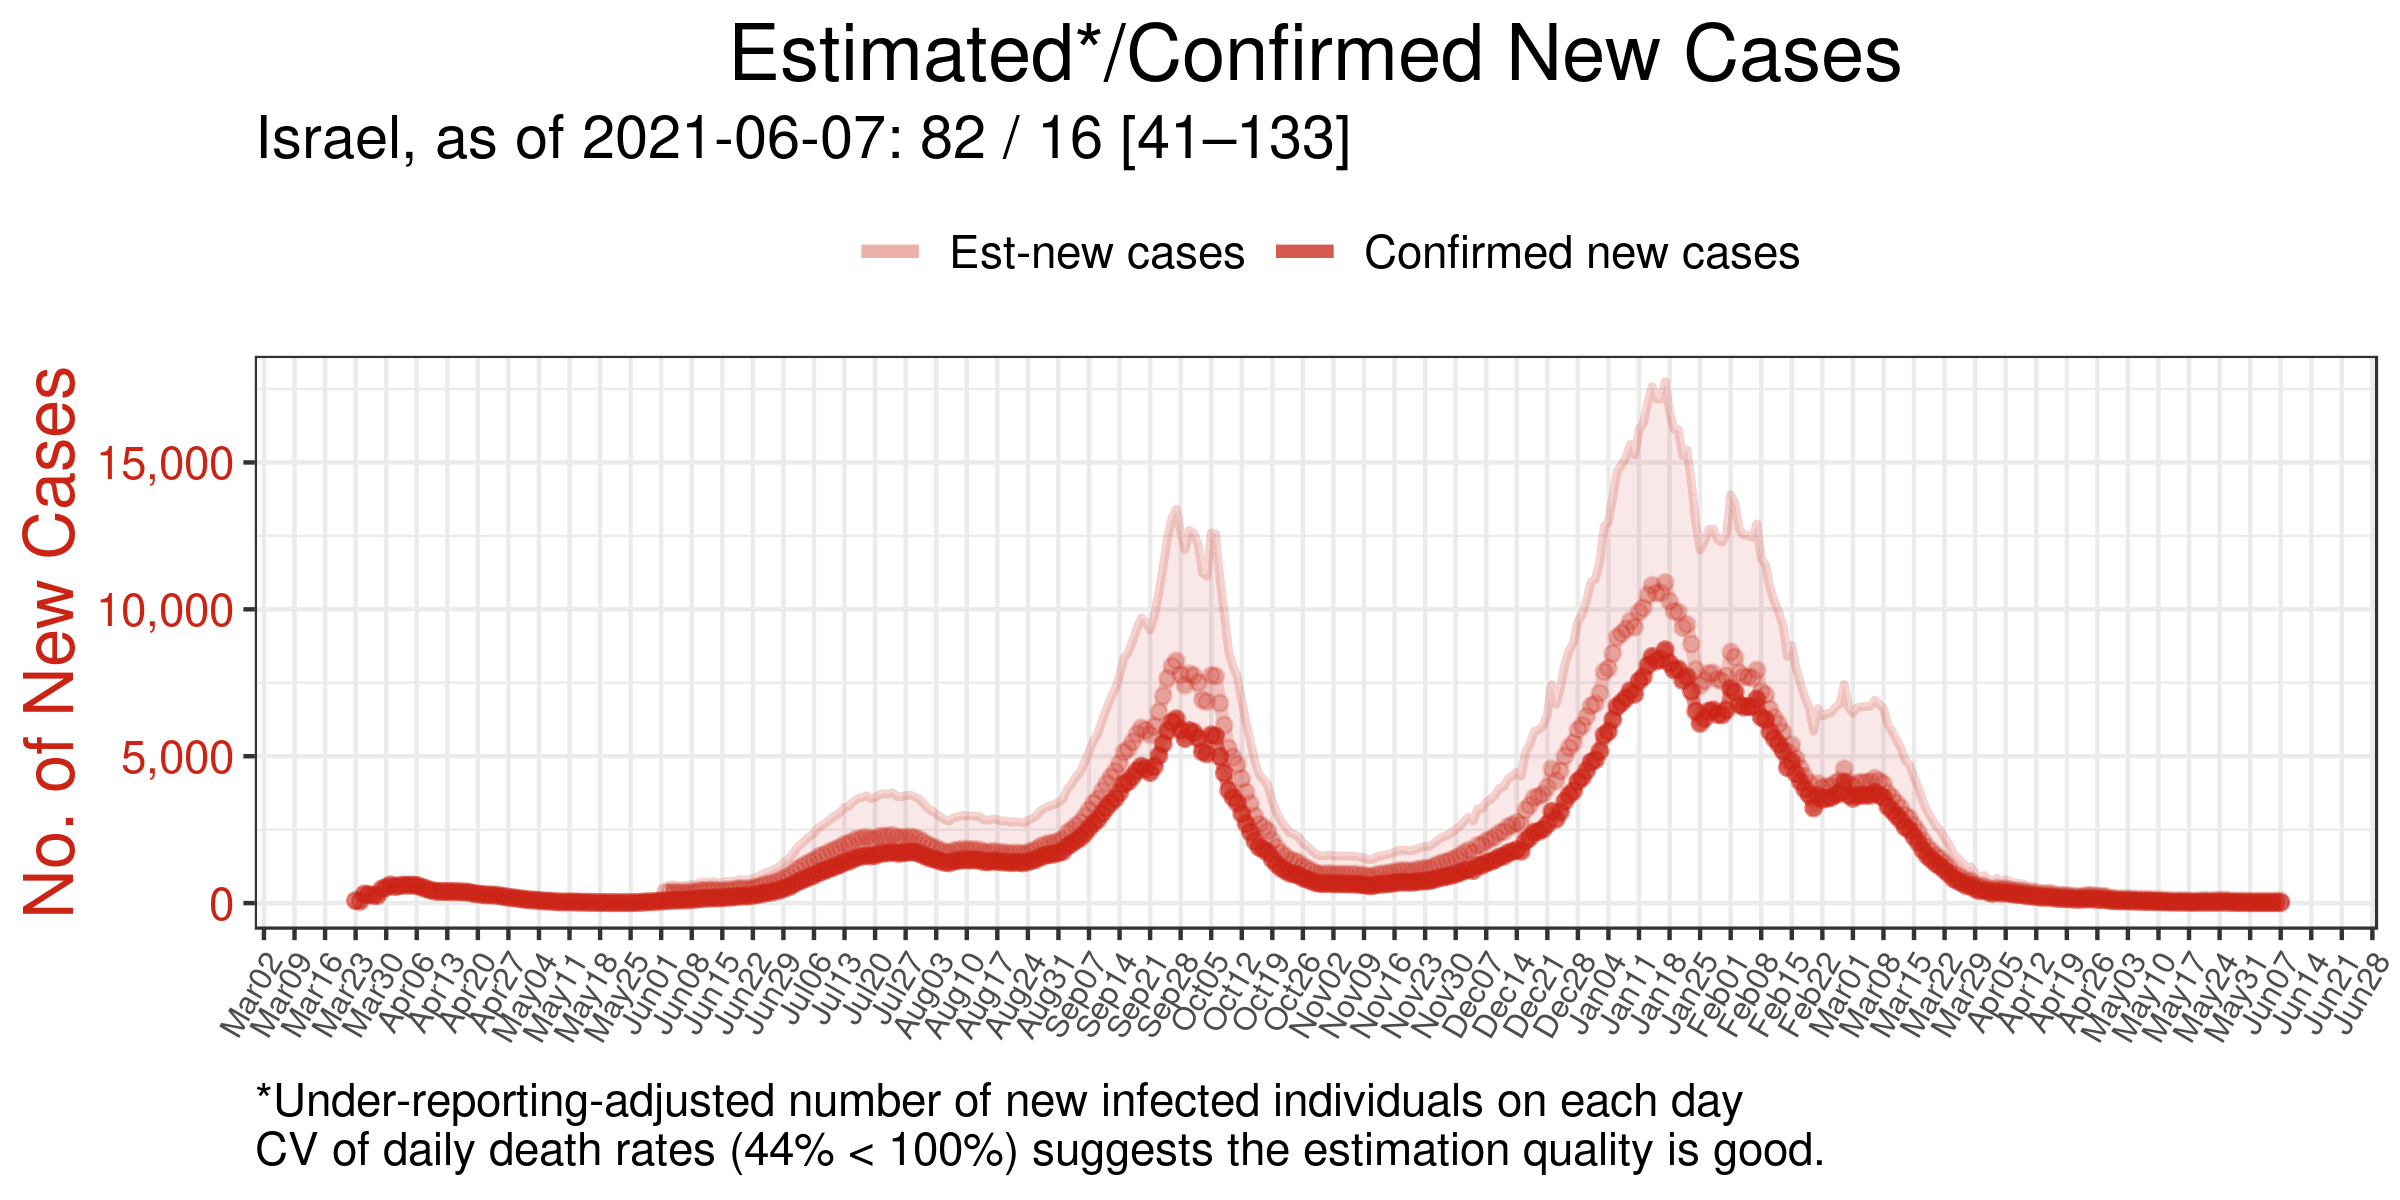 Estimated*/Confirmed New Cases
Israel, as of 2021-06-07: 82 / 16 [41–133]
Est-new cases Confirmed new cases
No. of New Cases
15,000
10,000
5,000
0
Mar02 Mar09 Mar16 Mar23 Mar30 Apr06 Apr13 Apr20 Apr27 May04 May11 May18 May25 Jun01 Jun08 Jun15 Jun22 Jun29 Jul06 Jul13 Jul20 Jul27 Aug03 Aug10 Aug17 Aug24 Aug31 Sep07 Sep14 Sep21 Sep28 Oct05 Oct12 Oct19 Oct26 Nov02 Nov09 Nov16 Nov23 Nov30 Dec07 Dec14 Dec21 Dec28 Jan04 Jan11 Jan18 Jan25 Feb01 Feb08 Feb15 Feb22 Mar01 Mar08 Mar15 Mar22 Mar29 Apr05 Apr12 Apr19 Apr26 May03 May10 May17 May24 May31 Jun07 Jun14 Jun21 Jun28
*Under-reporting-adjusted number of new infected individuals on each day
CV of daily death rates (44% < 100%) suggests the estimation quality is good.